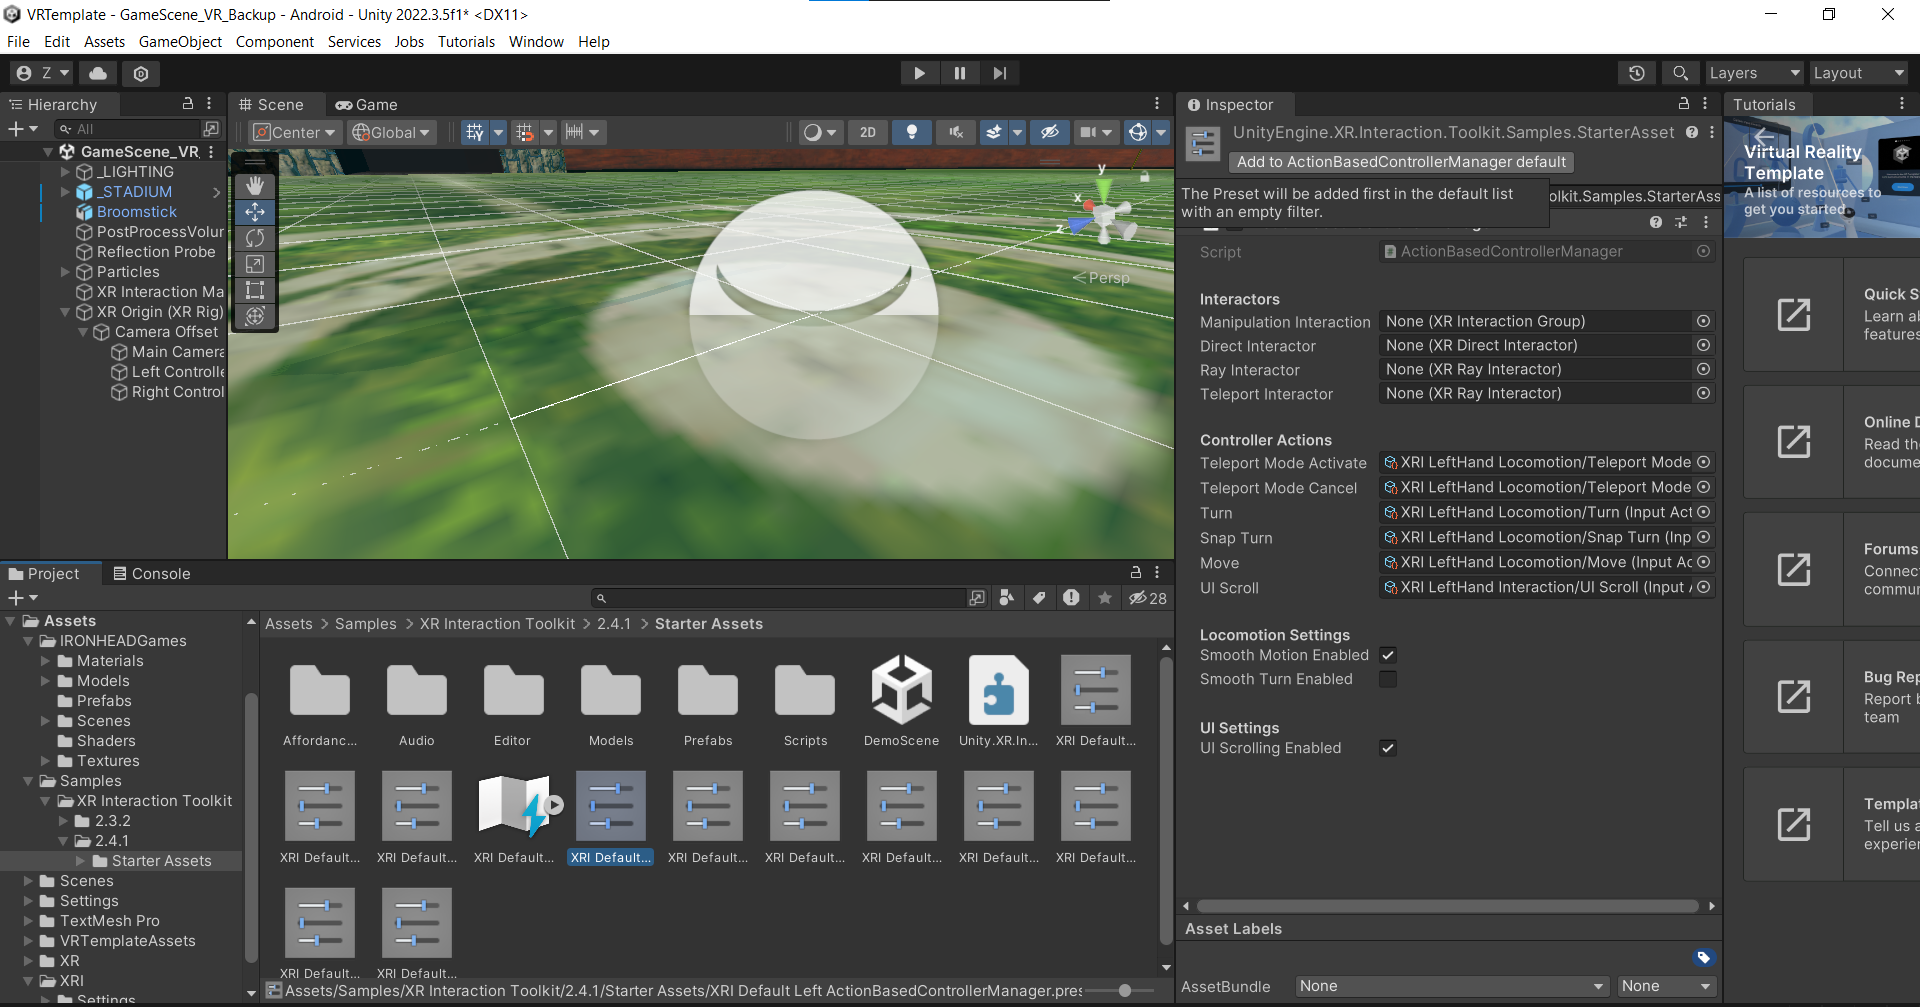 VRTemplate - GameScene_VR_Backup - Android - Unity 2022.3.5f1* <DX11>
File Edit Assets GameObject Component Services Jobs Tutorials Window Help
Z
Layers
Layout
Hierarchy
All
GameScene_VR_
_LIGHTING
_STADIUM
Broomstick
PostProcessVolur
Reflection Probe
Particles
XR Interaction Ma
XR Origin (XR Rig)
Camera Offset
Main Camera
Left Controlle
Right Control
Scene
Game
Center
Global
2D
y
x
z
Persp
Inspector
UnityEngine.XR.Interaction.Toolkit.Samples.StarterAsset
Add to ActionBasedControllerManager default
The Preset will be added first in the default list
with an empty filter.
olkit.Samples.StarterAss
Script ActionBasedControllerManager
Interactors
Manipulation Interaction None (XR Interaction Group)
Direct Interactor None (XR Direct Interactor)
Ray Interactor None (XR Ray Interactor)
Teleport Interactor None (XR Ray Interactor)
Controller Actions
Teleport Mode Activate XRI LeftHand Locomotion/Teleport Mode
Teleport Mode Cancel XRI LeftHand Locomotion/Teleport Mode
Turn XRI LeftHand Locomotion/Turn (Input Act
Snap Turn XRI LeftHand Locomotion/Snap Turn (Inp
Move XRI LeftHand Locomotion/Move (Input Ac
UI Scroll XRI LeftHand Interaction/UI Scroll (Input A
Locomotion Settings
Smooth Motion Enabled
Smooth Turn Enabled
UI Settings
UI Scrolling Enabled
Asset Labels
AssetBundle None None
Tutorials
Virtual Reality
Template
A list of resources to
get you started
Quick S
Learn ab
features
Online D
Read the
docume
Forums
Connec
commun
Bug Rep
Report b
team
Templat
Tell us a
experier
Project
Console
28
Assets
IRONHEADGames
Materials
Models
Prefabs
Scenes
Shaders
Textures
Samples
XR Interaction Toolkit
2.3.2
2.4.1
Starter Assets
Scenes
Settings
TextMesh Pro
VRTemplateAssets
XR
XRI
Settings
Assets > Samples > XR Interaction Toolkit > 2.4.1 > Starter Assets
Affordanc... Audio Editor Models Prefabs Scripts DemoScene Unity.XR.In... XRI Default...
XRI Default... XRI Default... XRI Default... XRI Default... XRI Default... XRI Default... XRI Default... XRI Default... XRI Default...
XRI Default... XRI Default...
Assets/Samples/XR Interaction Toolkit/2.4.1/Starter Assets/XRI Default Left ActionBasedControllerManager.pres